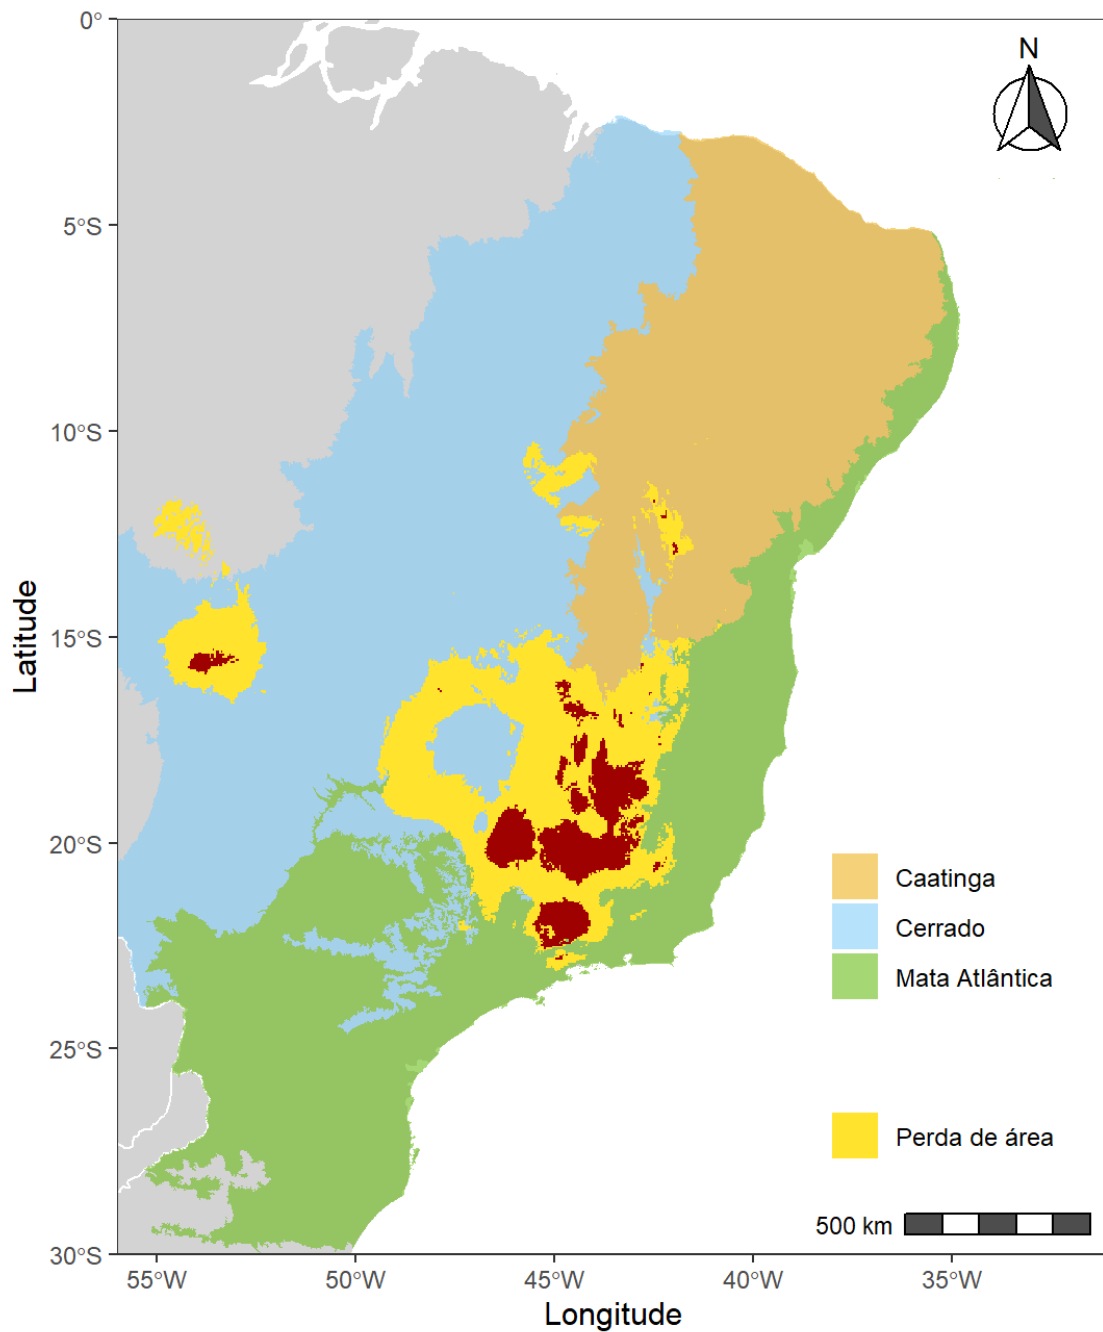 N
0°
5°S
10°S
15°S
20°S
25°S
30°S
Latitude
Caatinga
Cerrado
Mata Atlântica
Perda de área
500 km
55°W
50°W
45°W
40°W
35°W
Longitude